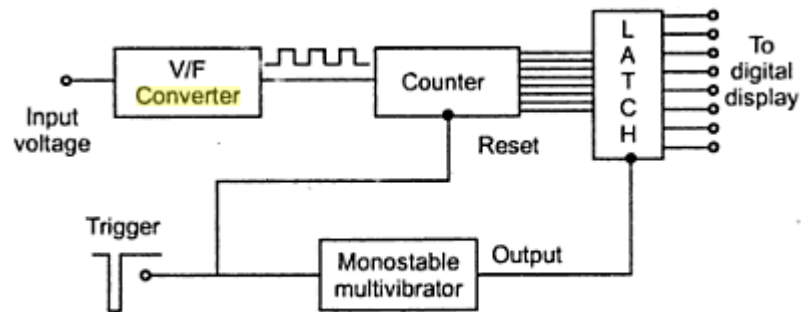 V/F
Converter
Input
voltage
Counter
Reset
L
A
T
C
H
To
digital
display
Trigger
Monostable
multivibrator
Output